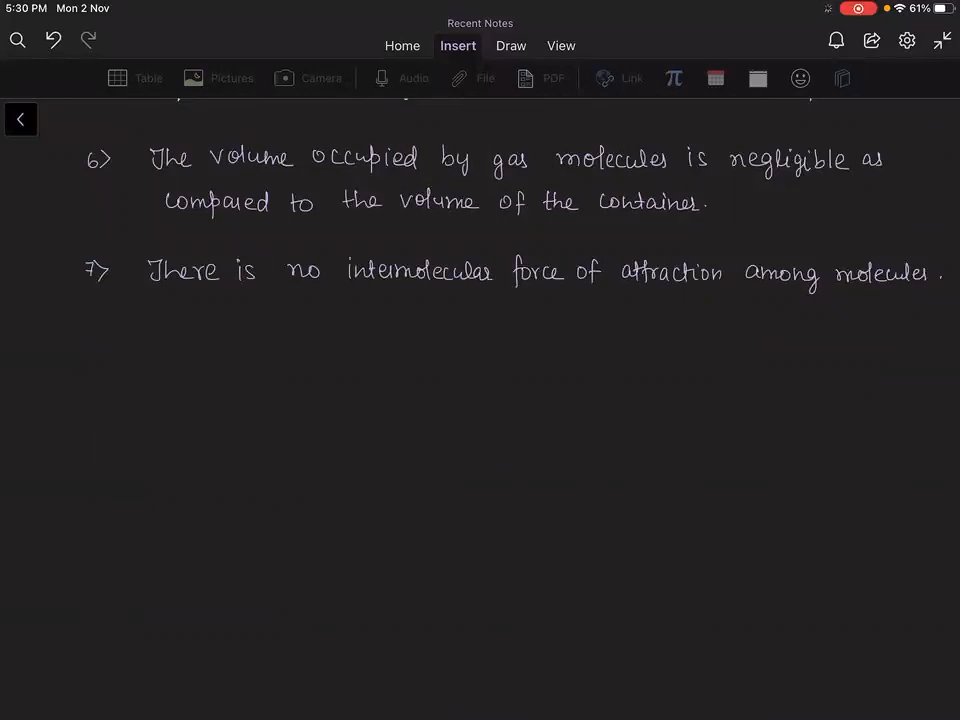 5:30 PM Mon 2 Nov
61%
Recent Notes
Home Insert Draw View
Table Pictures Camera Audio File PDF Link
6> The volume occupied by gas molecules is negligible as
compared to the volume of the container.
7> There is no intermolecular force of attraction among molecules.